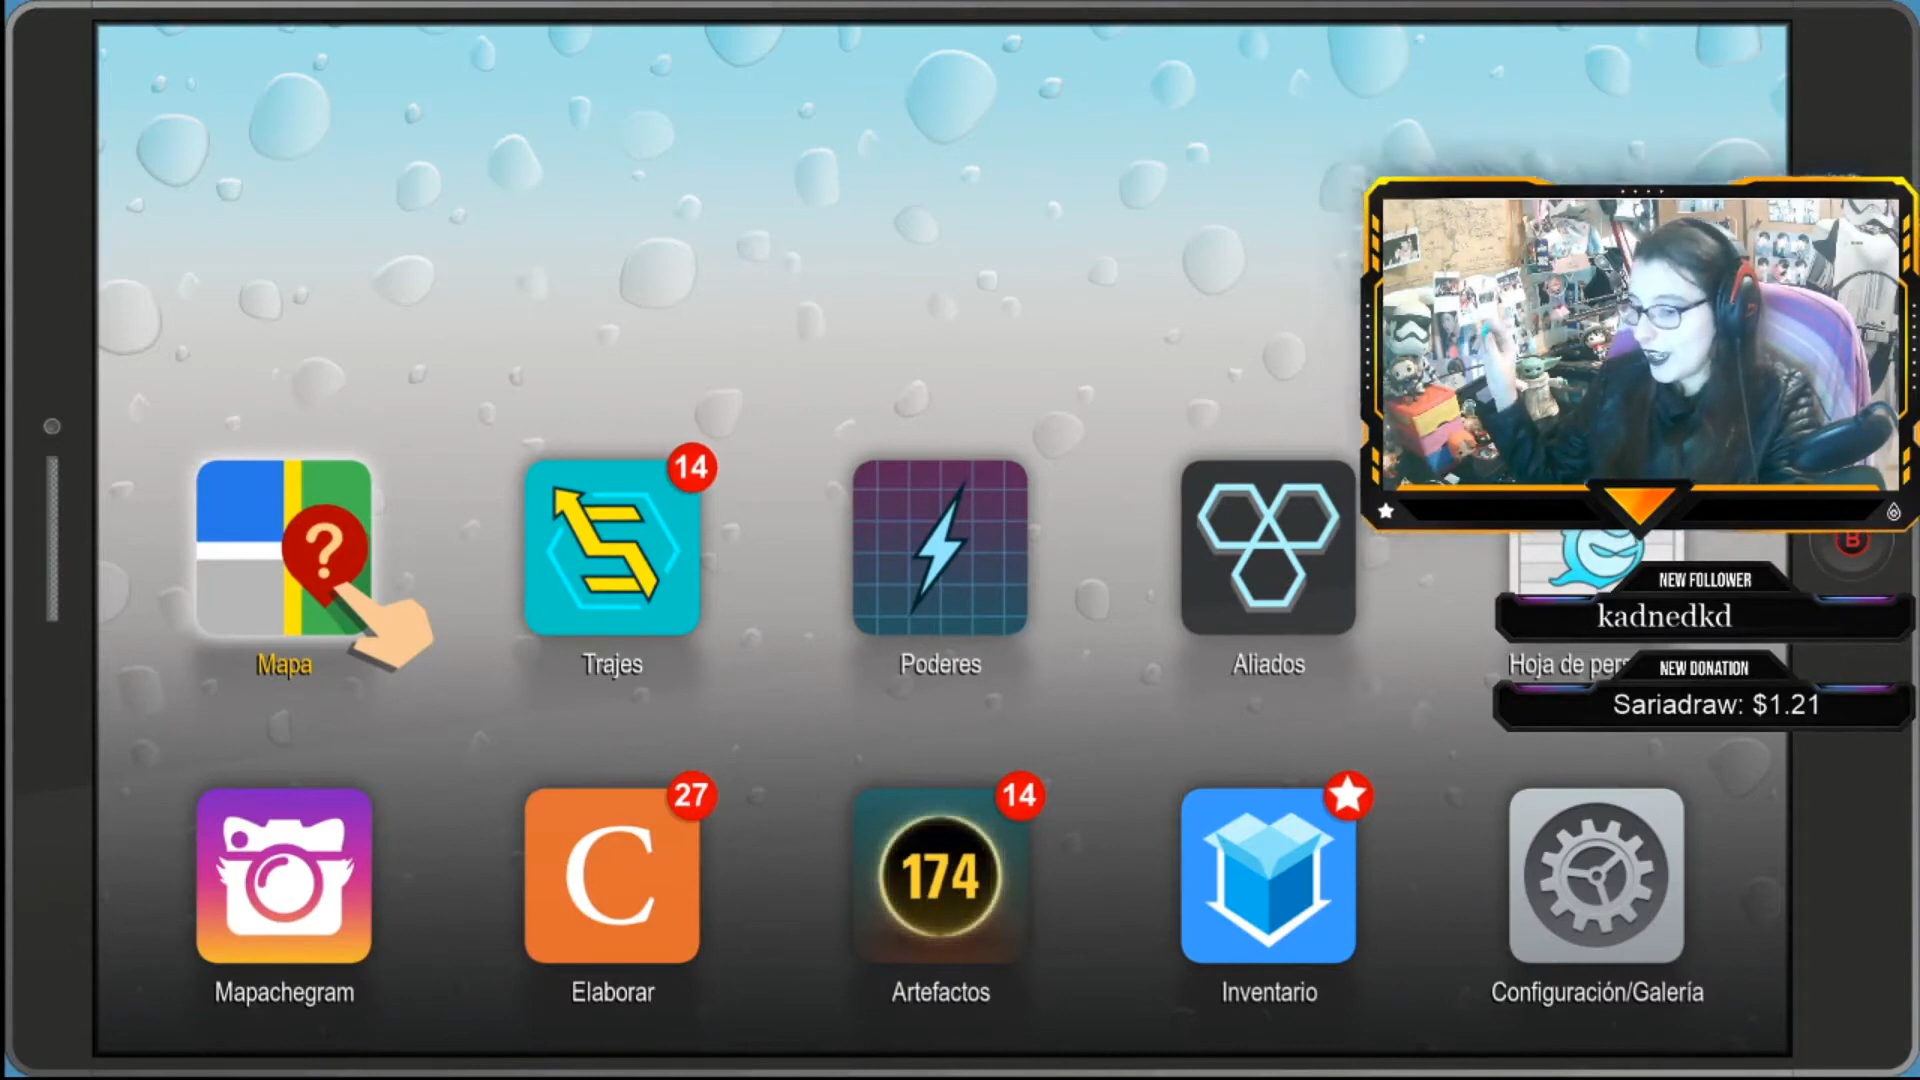 14
?
Mapa
Trajes
Poderes
Aliados
Hoja de pers
B
NEW FOLLOWER
kadnedkd
NEW DONATION
Sariadraw: $1.21
27
14
C
174
Mapachegram
Elaborar
Artefactos
Inventario
Configuración/Galería